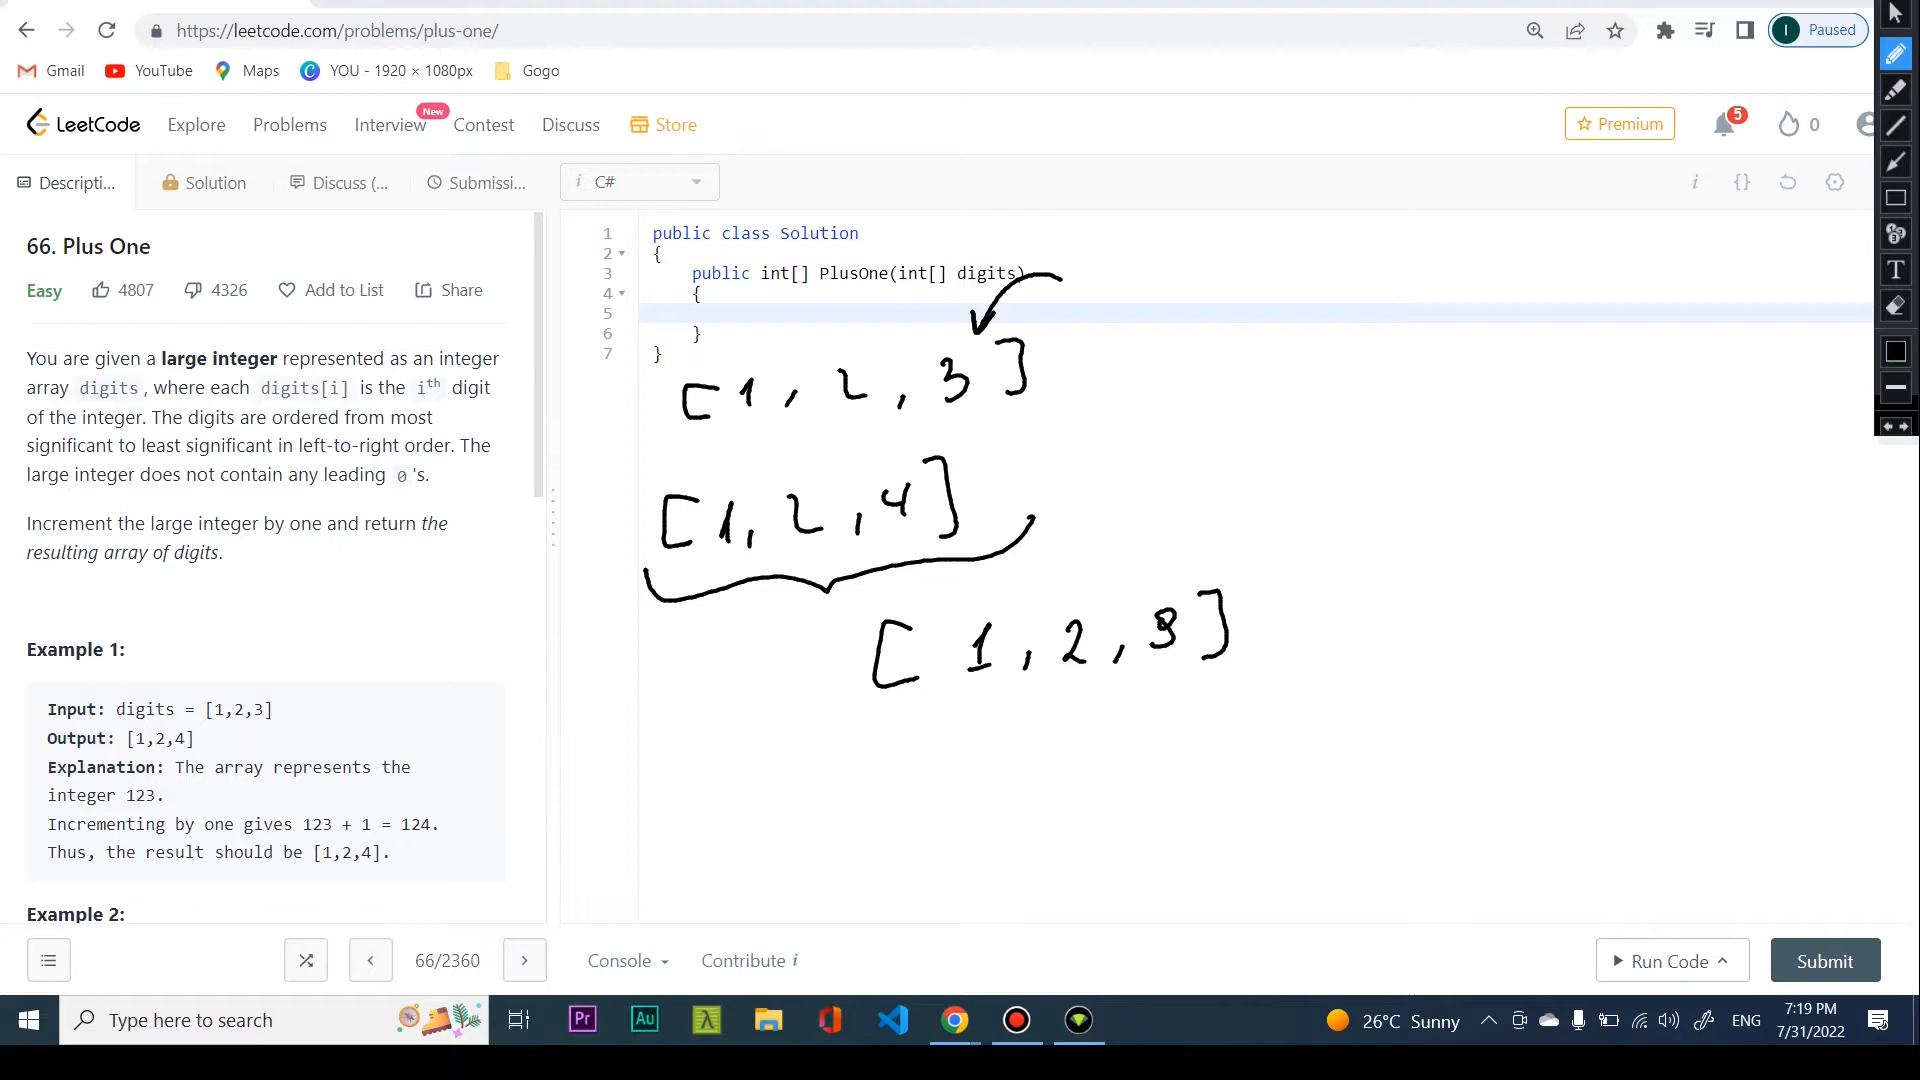 https://leetcode.com/problems/plus-one/
I Paused
Gmail YouTube Maps YOU - 1920 × 1080px Gogo
LeetCode Explore Problems Interview New Contest Discuss Store Premium 5 0
Descripti... Solution Discuss (... Submissi... i C#
66. Plus One
Easy 4807 4326 Add to List Share
You are given a large integer represented as an integer
array digits, where each digits[i] is the ith digit
of the integer. The digits are ordered from most
significant to least significant in left-to-right order. The
large integer does not contain any leading 0's.
Increment the large integer by one and return the
resulting array of digits.
Example 1:
Input: digits = [1,2,3]
Output: [1,2,4]
Explanation: The array represents the
integer 123.
Incrementing by one gives 123 + 1 = 124.
Thus, the result should be [1,2,4].
Example 2:
1 public class Solution
2 {
3 public int[] PlusOne(int[] digits)
4 {
5
6 }
7 }
[1, 2, 3]
[1, 2, 4]
[1, 2, 9]
66/2360 Console Contribute i Run Code Submit
Type here to search Pr Au 26°C Sunny ENG 7:19 PM
7/31/2022